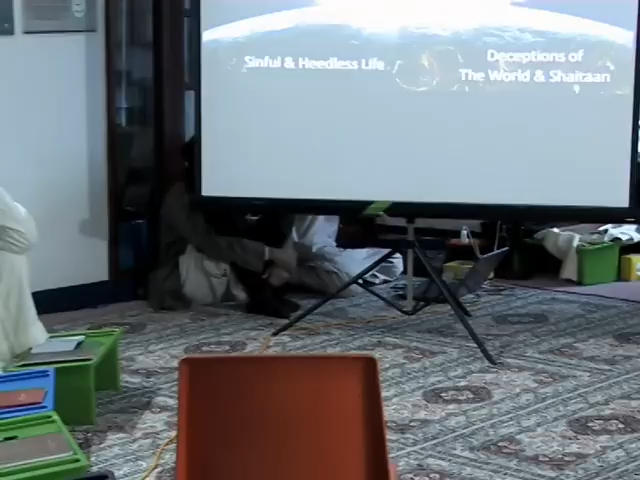 Sinful & Heedless Life
Deceptions of
The World & Shaitaan